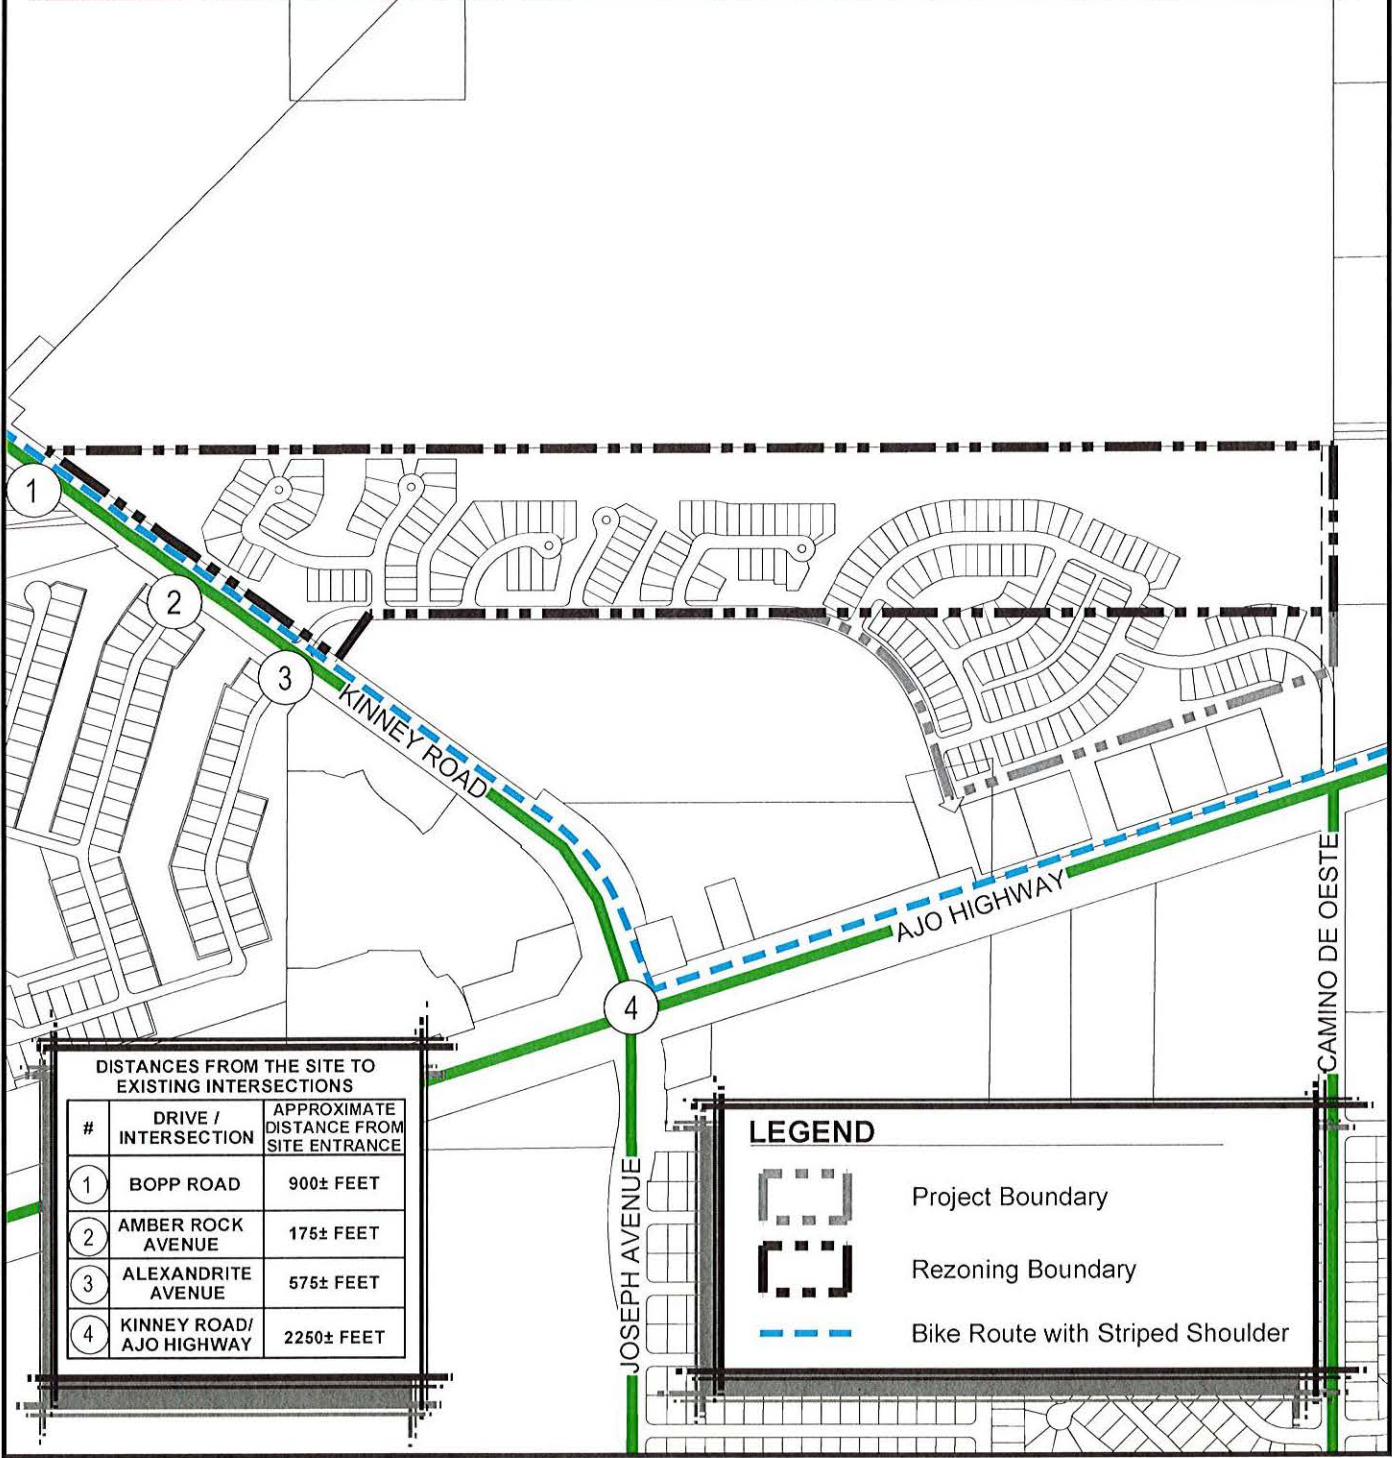 1
2
3
KINNEY ROAD
4
AJO HIGHWAY
CAMINO DE OESTE
JOSEPH AVENUE
DISTANCES FROM THE SITE TO
EXISTING INTERSECTIONS
# DRIVE / INTERSECTION APPROXIMATE DISTANCE FROM SITE ENTRANCE
1 BOPP ROAD 900± FEET
2 AMBER ROCK AVENUE 175± FEET
3 ALEXANDRITE AVENUE 575± FEET
4 KINNEY ROAD/ AJO HIGHWAY 2250± FEET
LEGEND
Project Boundary
Rezoning Boundary
Bike Route with Striped Shoulder